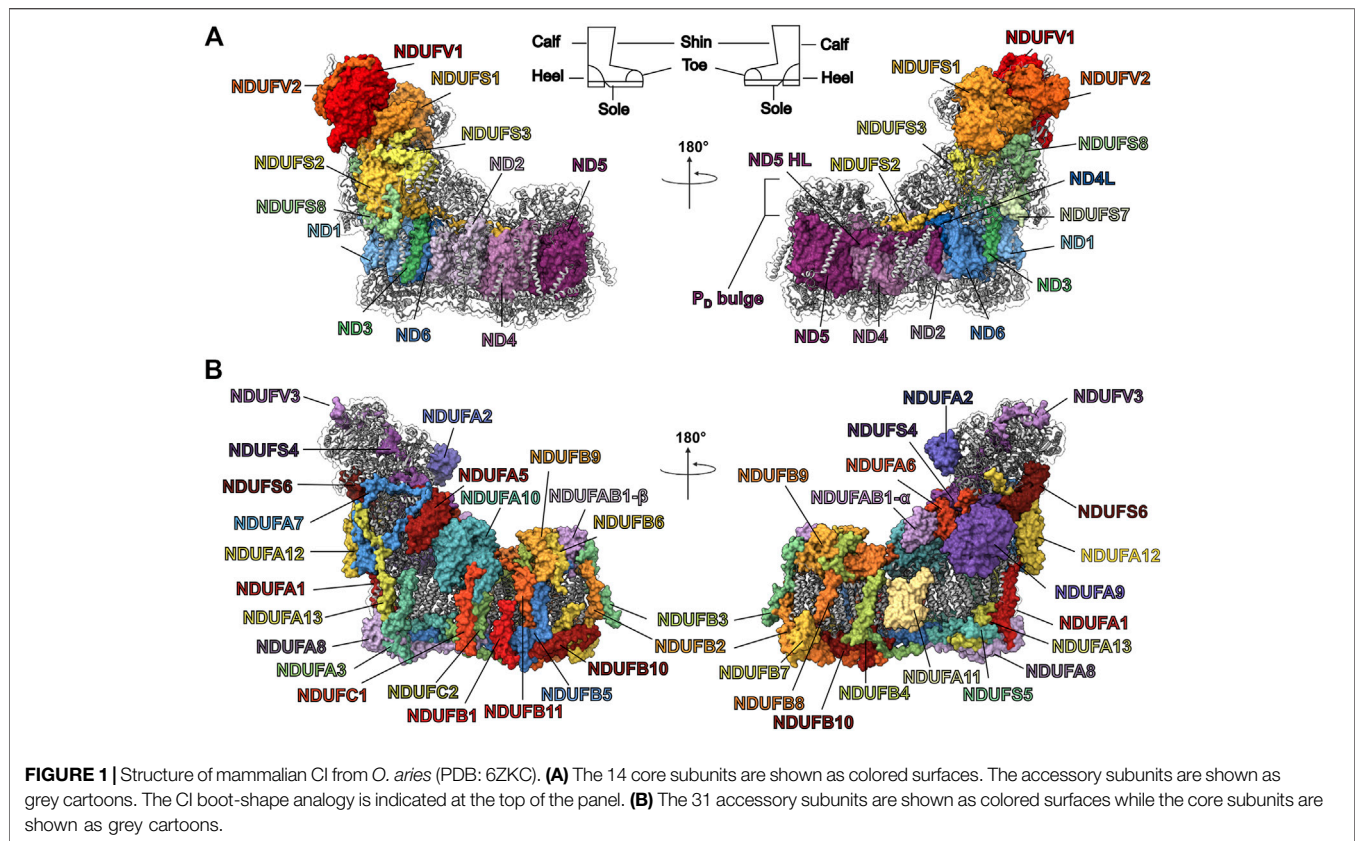 A
NDUFV1
NDUFV2
NDUFS1
NDUFS3
NDUFS2
ND2
ND5
NDUFS8
ND1
ND3
ND6
ND4
Calf
Shin
Calf
Toe
Heel
Heel
Sole
Sole
180°
NDUFV1
NDUFS1
NDUFV2
NDUFS3
NDUFS8
NDUFS2
ND5 HL
ND4L
NDUFS7
ND1
P_D bulge
ND3
ND5
ND4
ND2
ND6
B
NDUFV3
NDUFA2
NDUFS4
NDUFB9
NDUFS6
NDUFA5
NDUFAB1-β
NDUFA10
NDUFA7
NDUFB6
NDUFA12
NDUFA1
NDUFA13
NDUFB3
NDUFA8
NDUFB2
NDUFA3
NDUFB10
NDUFC1
NDUFC2
NDUFB5
NDUFB1
NDUFB11
180°
NDUFA2
NDUFV3
NDUFS4
NDUFA6
NDUFB9
NDUFAB1-α
NDUFS6
NDUFA12
NDUFA9
NDUFA1
NDUFA13
NDUFB7
NDUFA8
NDUFA11
NDUFB4
NDUFS5
NDUFB8
NDUFB10
FIGURE 1 | Structure of mammalian CI from O. aries (PDB: 6ZKC). (A) The 14 core subunits are shown as colored surfaces. The accessory subunits are shown as
grey cartoons. The CI boot-shape analogy is indicated at the top of the panel. (B) The 31 accessory subunits are shown as colored surfaces while the core subunits are
shown as grey cartoons.